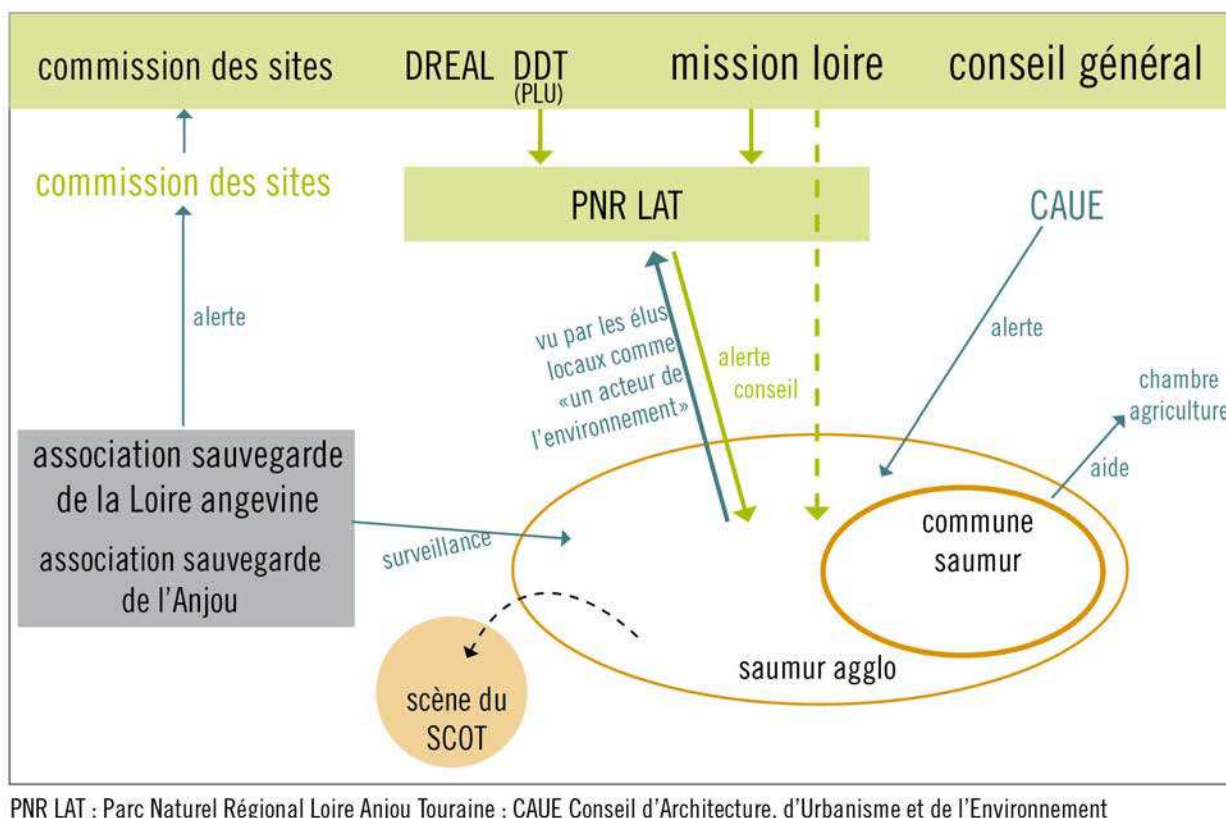 commission des sites
DREAL DDT
(PLU)
mission loire
conseil général
commission des sites
PNR LAT
CAUE
alerte
vu par les élus
locaux comme
«un acteur de
l'environnement»
alerte
conseil
alerte
chambre
agriculture
aide
association sauvegarde
de la Loire angevine
association sauvegarde
de l'Anjou
surveillance
commune
saumur
saumur agglo
scène du
SCOT
PNR LAT : Parc Naturel Régional Loire Anjou Touraine ; CAUE Conseil d'Architecture, d'Urbanisme et de l'Environnement